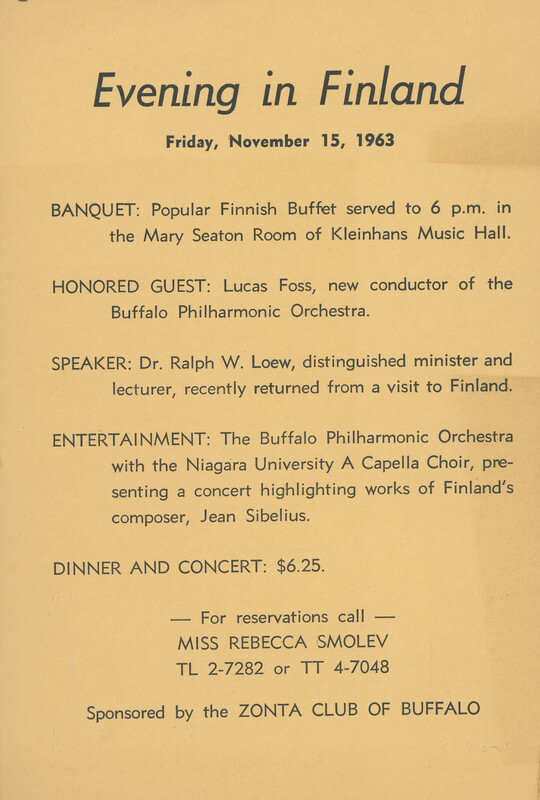 Evening in Finland
Friday, November 15, 1963
BANQUET: Popular Finnish Buffet served to 6 p.m. in
the Mary Seaton Room of Kleinhans Music Hall.
HONORED GUEST: Lucas Foss, new conductor of the
Buffalo Philharmonic Orchestra.
SPEAKER: Dr. Ralph W. Loew, distinguished minister and
lecturer, recently returned from a visit to Finland.
ENTERTAINMENT: The Buffalo Philharmonic Orchestra
with the Niagara University A Capella Choir, pre-
senting a concert highlighting works of Finland's
composer, Jean Sibelius.
DINNER AND CONCERT: $6.25.
— For reservations call —
MISS REBECCA SMOLEV
TL 2-7282 or TT 4-7048
Sponsored by the ZONTA CLUB OF BUFFALO